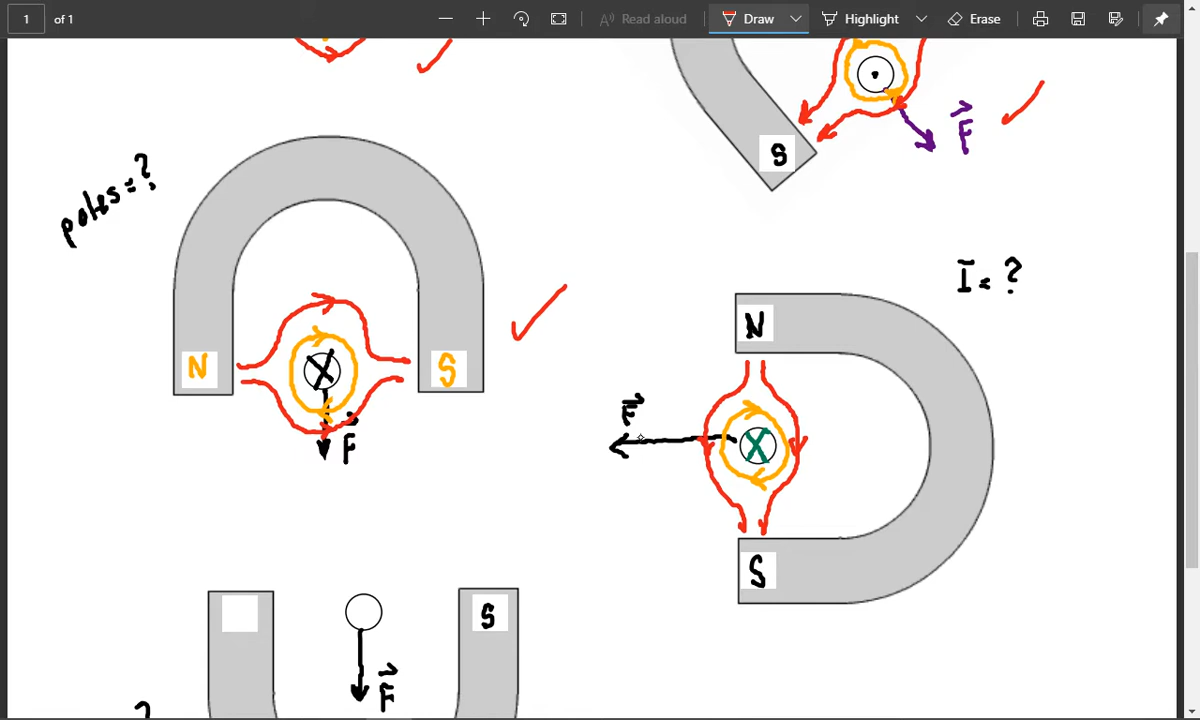 1 of 1 Read aloud Draw Highlight Erase
S
F
poles=?
N S
F
I = ?
N
F
X
S
S
F
?